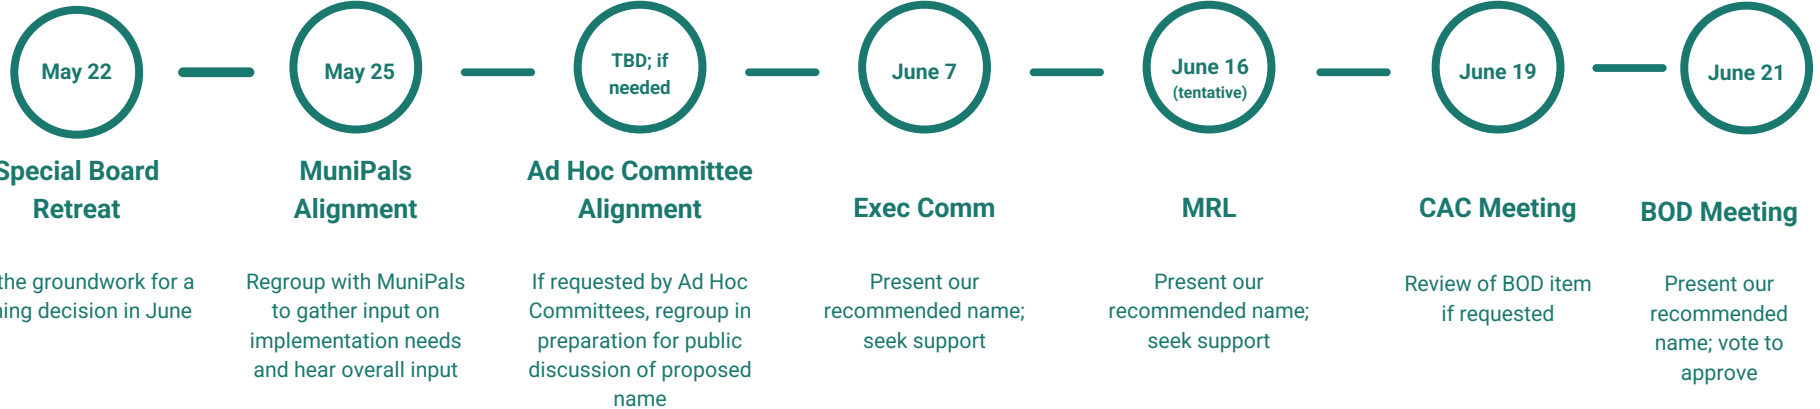 May 22
Special Board
Retreat
the groundwork for a
decision in June
May 25
MuniPals
Alignment
Regroup with MuniPals
to gather input on
implementation needs
and hear overall input
TBD; if
needed
Ad Hoc Committee
Alignment
If requested by Ad Hoc
Committees, regroup in
preparation for public
discussion of proposed
name
June 7
Exec Comm
Present our
recommended name;
seek support
June 16
(tentative)
MRL
Present our
recommended name;
seek support
June 19
CAC Meeting
Review of BOD item
if requested
June 21
BOD Meeting
Present our
recommended
name; vote to
approve